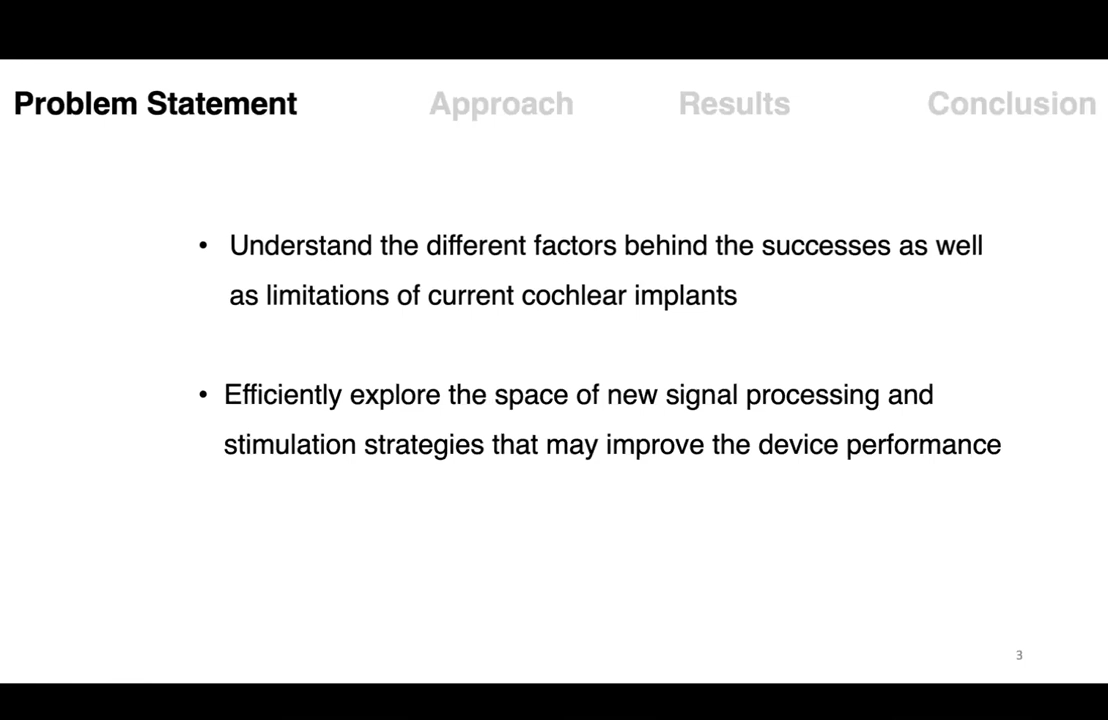 Problem Statement Approach Results Conclusion
• Understand the different factors behind the successes as well
as limitations of current cochlear implants
• Efficiently explore the space of new signal processing and
stimulation strategies that may improve the device performance
3